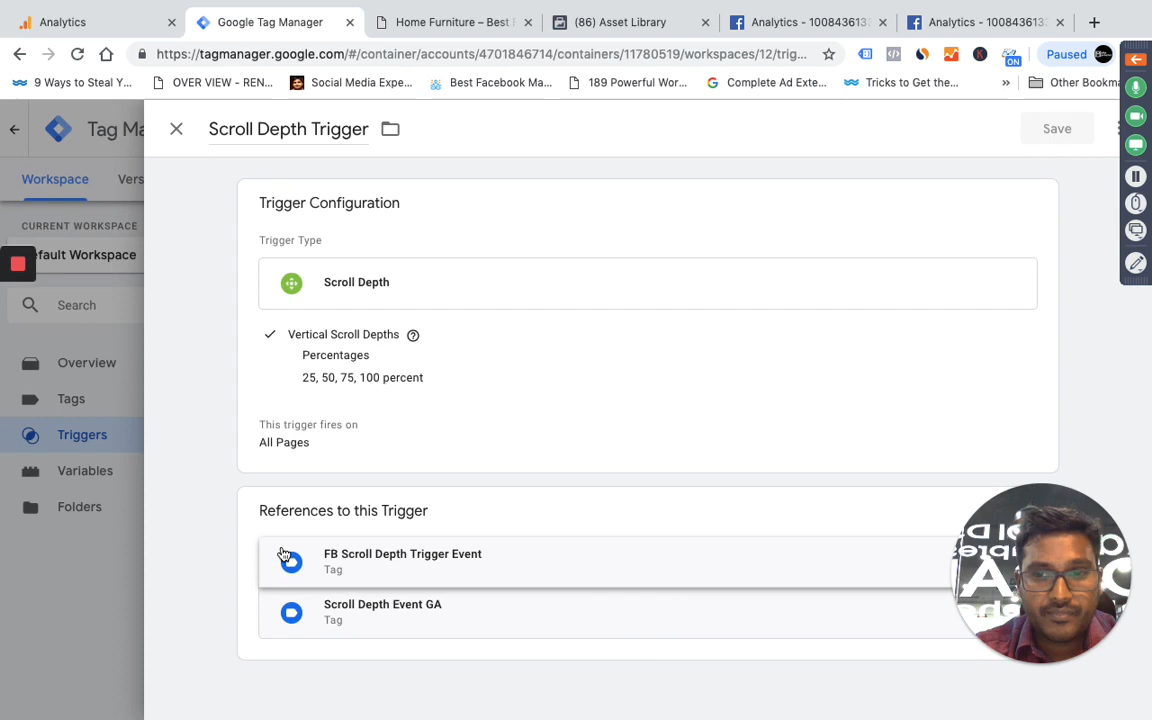 Analytics
Google Tag Manager
Home Furniture – Best F
(86) Asset Library
Analytics - 1008436133
Analytics - 100843613
https://tagmanager.google.com/#/container/accounts/4701846714/containers/11780519/workspaces/12/trig...
ON
Paused
9 Ways to Steal Y...
OVER VIEW - REN...
Social Media Expe...
Best Facebook Ma...
189 Powerful Wor...
Complete Ad Exte...
Tricks to Get the...
»
Other Bookma
Tag Ma
Scroll Depth Trigger
Save
Workspace
Vers
CURRENT WORKSPACE
efault Workspace
Search
Overview
Tags
Triggers
Variables
Folders
Trigger Configuration
Trigger Type
Scroll Depth
Vertical Scroll Depths
Percentages
25, 50, 75, 100 percent
This trigger fires on
All Pages
References to this Trigger
FB Scroll Depth Trigger Event
Tag
Scroll Depth Event GA
Tag